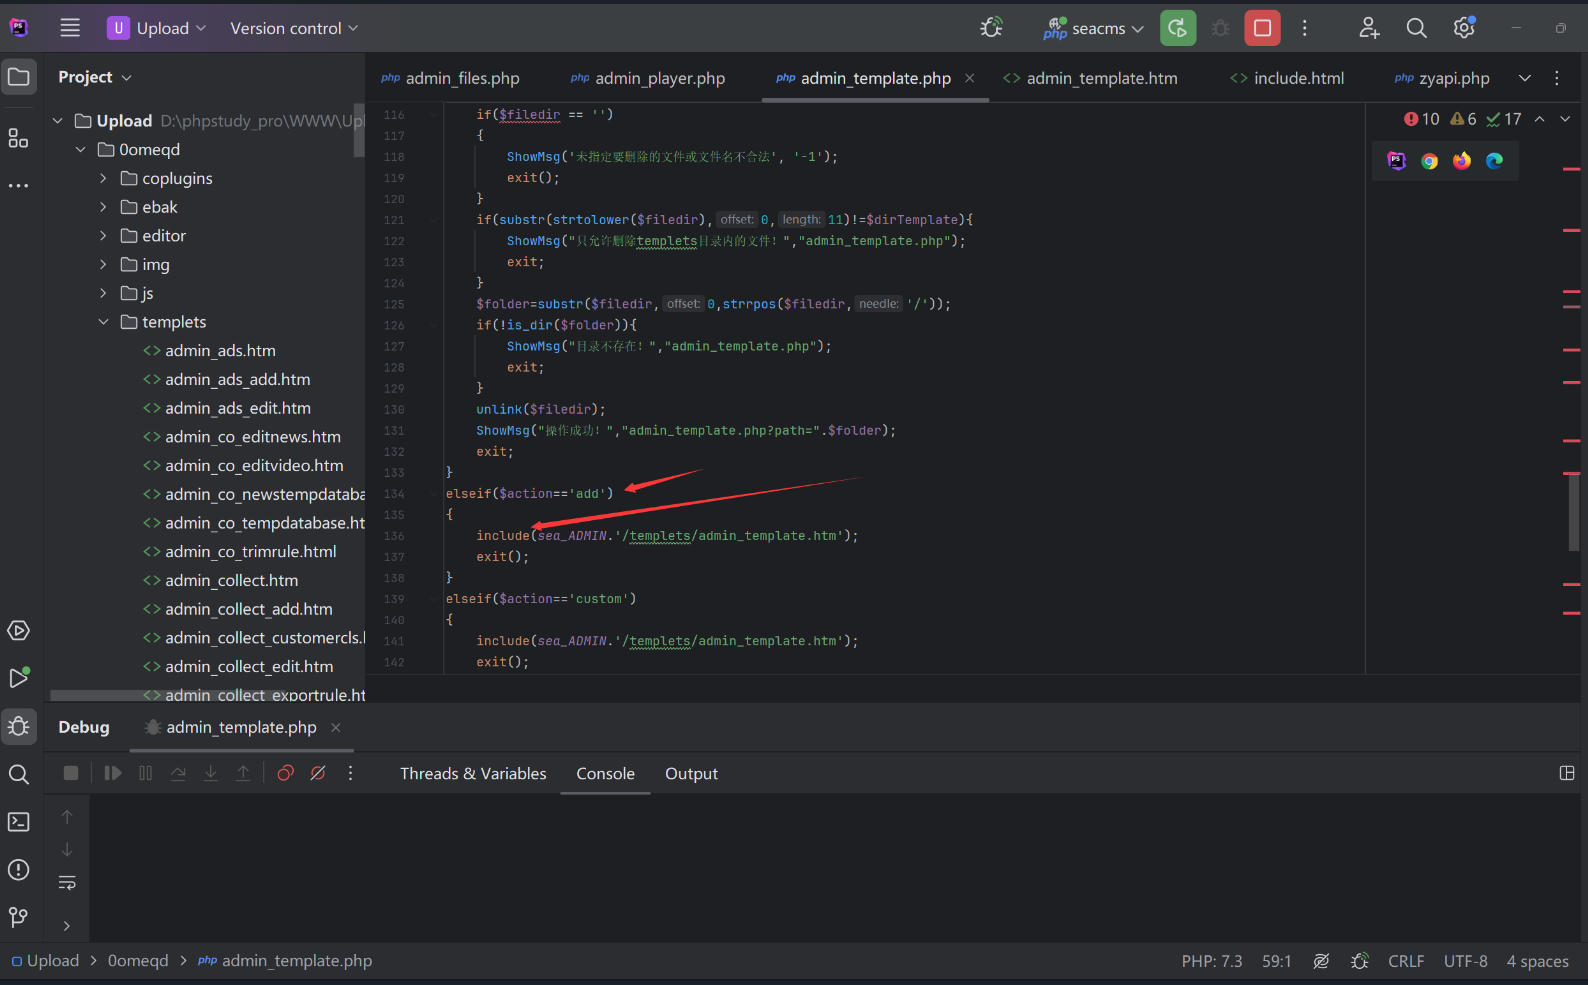 PS
U Upload
Version control
php seacms
Project
php admin_files.php
php admin_player.php
php admin_template.php
<> admin_template.htm
<> include.html
php zyapi.php
Upload D:\phpstudy_pro\WWW\Upl
0omeqd
coplugins
ebak
editor
img
js
templets
<> admin_ads.htm
<> admin_ads_add.htm
<> admin_ads_edit.htm
<> admin_co_editnews.htm
<> admin_co_editvideo.htm
<> admin_co_newstempdataba
<> admin_co_tempdatabase.ht
<> admin_co_trimrule.html
<> admin_collect.htm
<> admin_collect_add.htm
<> admin_collect_customercls.l
<> admin_collect_edit.htm
<> admin_collect_exportrule.ht
10 6 17
116 if($filedir == '')
117 {
118 ShowMsg('未指定要删除的文件或文件名不合法', '-1');
119 exit();
120 }
121 if(substr(strtolower($filedir), offset: 0, length: 11)!=$dirTemplate){
122 ShowMsg("只允许删除templets目录内的文件！","admin_template.php");
123 exit;
124 }
125 $folder=substr($filedir, offset: 0,strrpos($filedir, needle: '/'));
126 if(!is_dir($folder)){
127 ShowMsg("目录不存在！","admin_template.php");
128 exit;
129 }
130 unlink($filedir);
131 ShowMsg("操作成功！","admin_template.php?path=".$folder);
132 exit;
133 }
134 elseif($action=='add')
135 {
136 include(sea_ADMIN.'/templets/admin_template.htm');
137 exit();
138 }
139 elseif($action=='custom')
140 {
141 include(sea_ADMIN.'/templets/admin_template.htm');
142 exit();
Debug
admin_template.php
Threads & Variables
Console
Output
Upload > 0omeqd > php admin_template.php
PHP: 7.3
59:1
CRLF
UTF-8
4 spaces